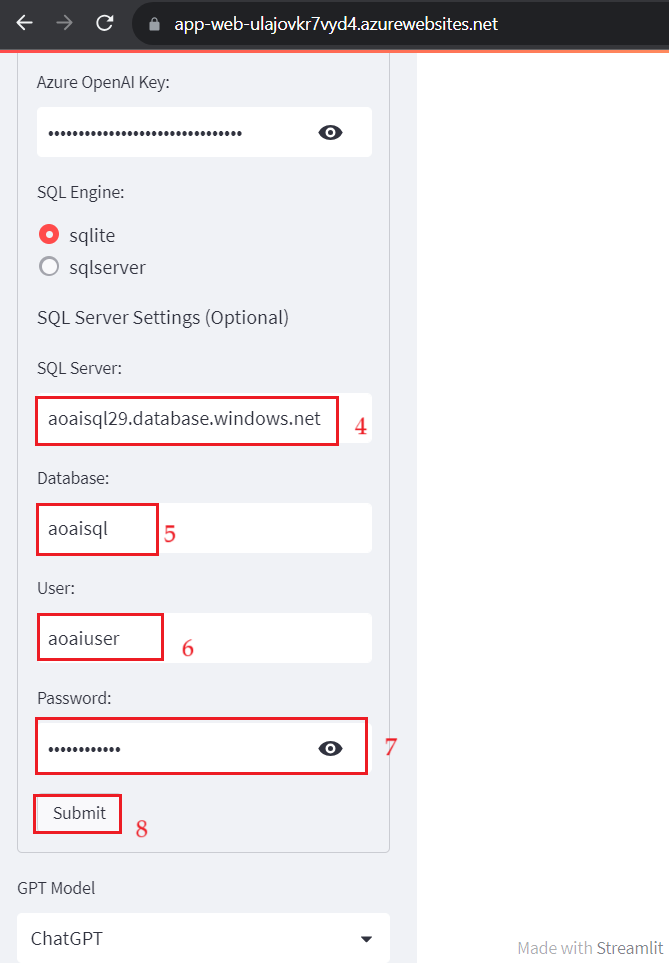 app-web-ulajovkr7vyd4.azurewebsites.net
Azure OpenAI Key:
••••••••••••••••••••••••••••••••
SQL Engine:
sqlite
sqlserver
SQL Server Settings (Optional)
SQL Server:
aoaisql29.database.windows.net 4
Database:
aoaisql 5
User:
aoaiuser 6
Password:
•••••••••••• 7
Submit 8
GPT Model
ChatGPT
Made with Streamlit